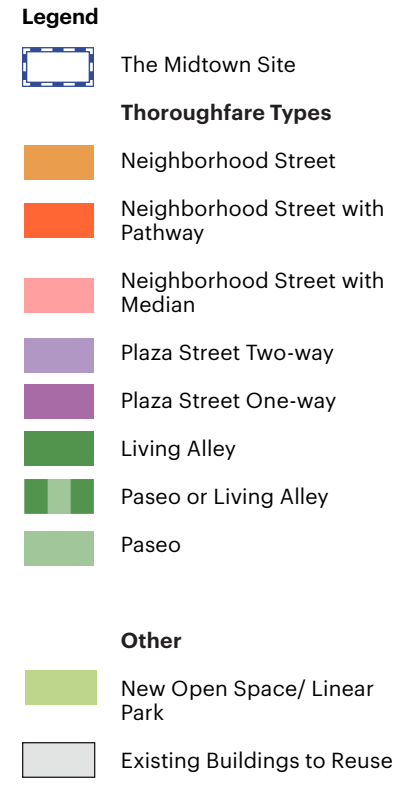 Legend
The Midtown Site
Thoroughfare Types
Neighborhood Street
Neighborhood Street with
Pathway
Neighborhood Street with
Median
Plaza Street Two-way
Plaza Street One-way
Living Alley
Paseo or Living Alley
Paseo
Other
New Open Space/ Linear
Park
Existing Buildings to Reuse